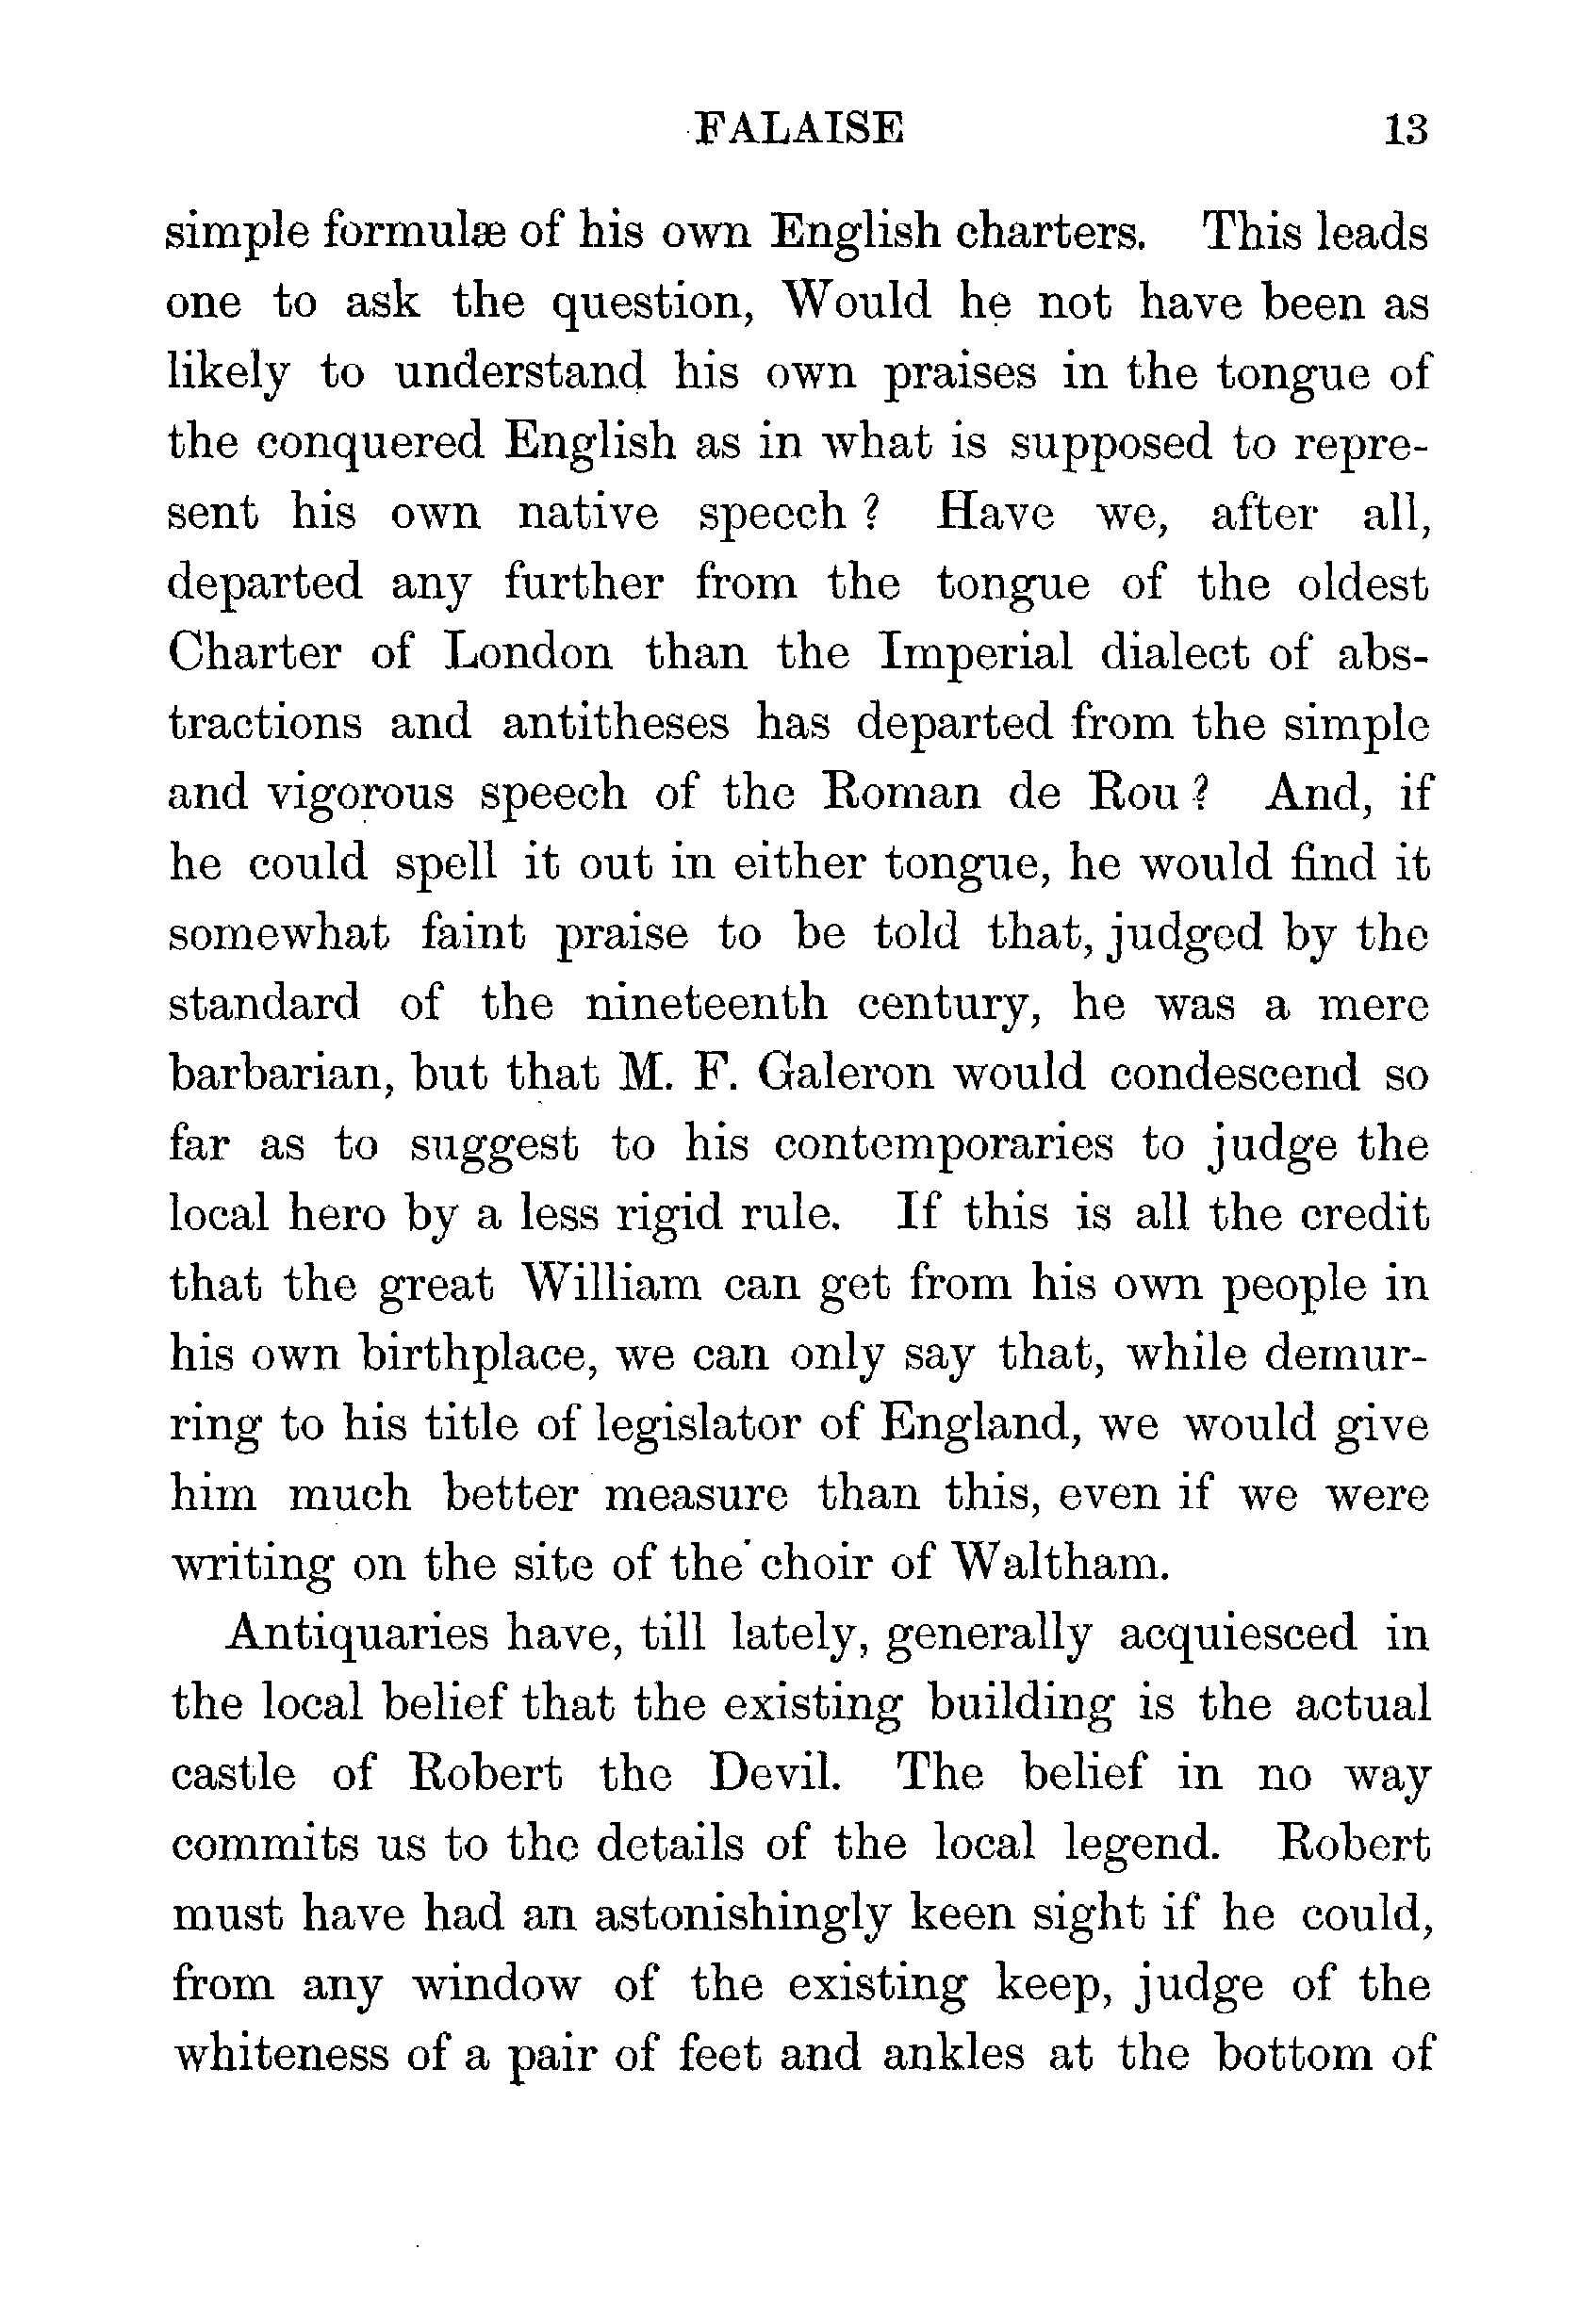 FALAISE 13
simple formulæ of his own English charters. This leads
one to ask the question, Would he not have been as
likely to understand his own praises in the tongue of
the conquered English as in what is supposed to repre-
sent his own native speech ? Have we, after all,
departed any further from the tongue of the oldest
Charter of London than the Imperial dialect of abs-
tractions and antitheses has departed from the simple
and vigorous speech of the Roman de Rou ? And, if
he could spell it out in either tongue, he would find it
somewhat faint praise to be told that, judged by the
standard of the nineteenth century, he was a mere
barbarian, but that M. F. Galeron would condescend so
far as to suggest to his contemporaries to judge the
local hero by a less rigid rule. If this is all the credit
that the great William can get from his own people in
his own birthplace, we can only say that, while demur-
ring to his title of legislator of England, we would give
him much better measure than this, even if we were
writing on the site of the choir of Waltham.
Antiquaries have, till lately, generally acquiesced in
the local belief that the existing building is the actual
castle of Robert the Devil. The belief in no way
commits us to the details of the local legend. Robert
must have had an astonishingly keen sight if he could,
from any window of the existing keep, judge of the
whiteness of a pair of feet and ankles at the bottom of